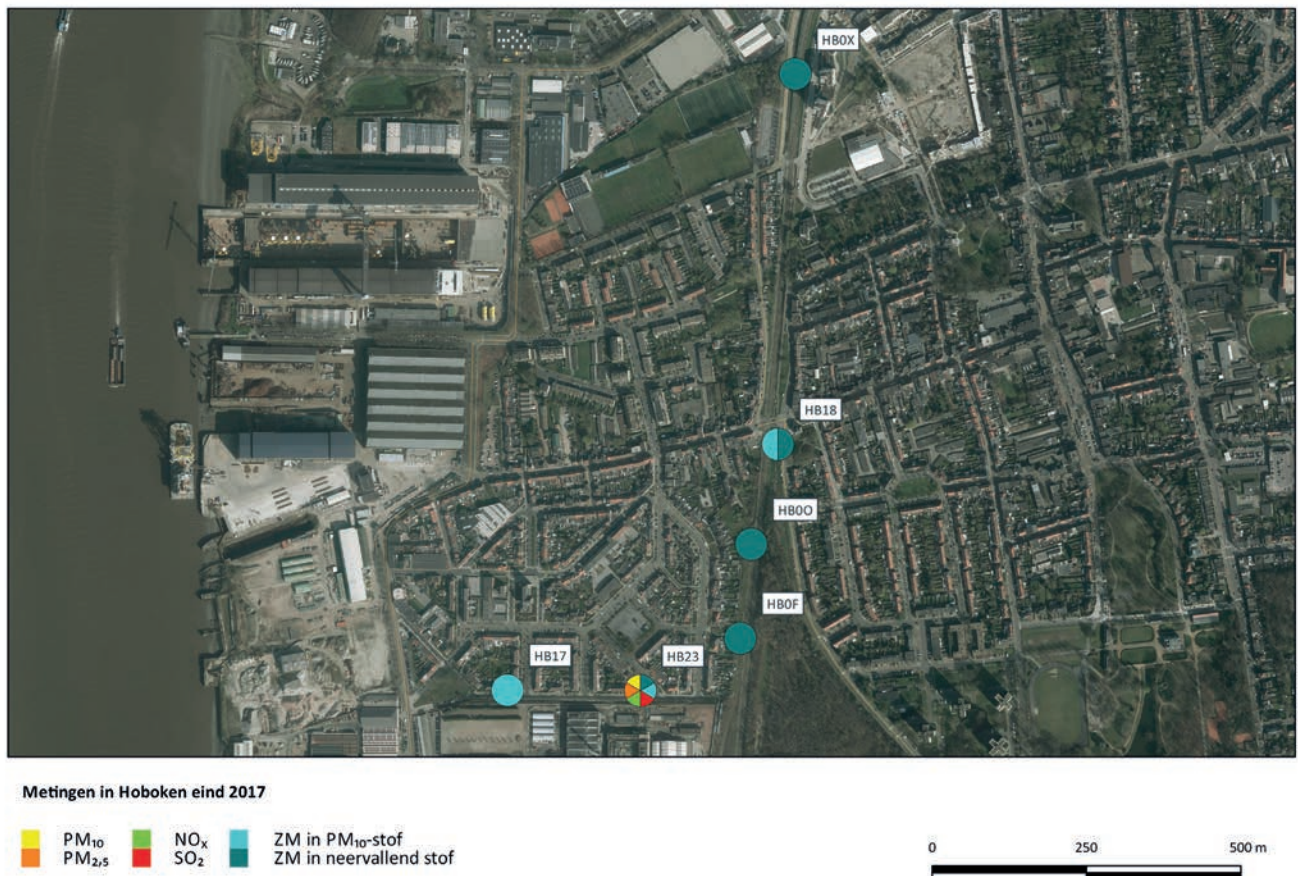 HB0X
HB18
HB0O
HB0F
HB17
HB23
Metingen in Hoboken eind 2017
PM₁₀
NOₓ
ZM in PM₁₀-stof
PM₂,₅
SO₂
ZM in neervallend stof
0
250
500 m